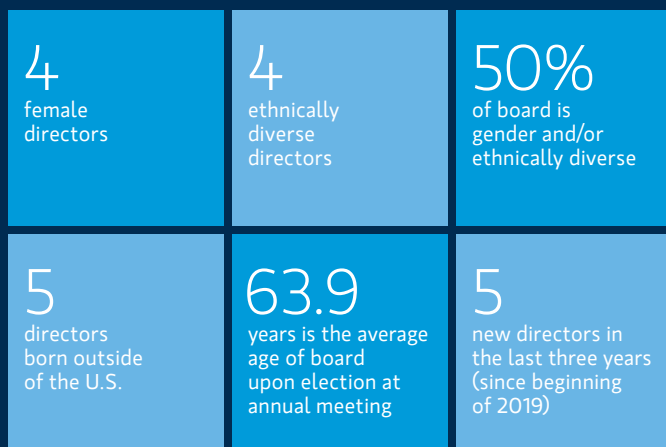 4
female
directors
4
ethnically
diverse
directors
50%
of board is
gender and/or
ethnically diverse
5
directors
born outside
of the U.S.
63.9
years is the average
age of board
upon election at
annual meeting
5
new directors in
the last three years
(since beginning
of 2019)